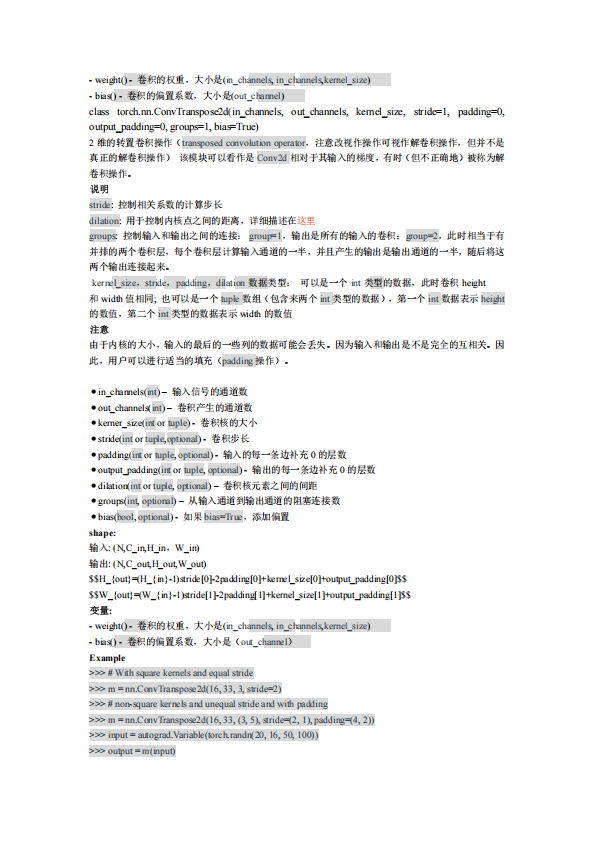 - weight() - 卷积的权重，大小是(in_channels, in_channels,kernel_size)
- bias() - 卷积的偏置系数，大小是(out_channel)
class torch.nn.ConvTranspose2d(in_channels, out_channels, kernel_size, stride=1, padding=0,
output_padding=0, groups=1, bias=True)
2 维的转置卷积操作（transposed convolution operator，注意改视作操作可视作解卷积操作，但并不是
真正的解卷积操作） 该模块可以看作是 Conv2d 相对于其输入的梯度，有时（但不正确地）被称为解
卷积操作。
说明
stride: 控制相关系数的计算步长
dilation: 用于控制内核点之间的距离，详细描述在这里
groups: 控制输入和输出之间的连接： group=1，输出是所有的输入的卷积；group=2，此时相当于有
并排的两个卷积层，每个卷积层计算输入通道的一半，并且产生的输出是输出通道的一半，随后将这
两个输出连接起来。
kernel_size，stride，padding，dilation 数据类型： 可以是一个 int 类型的数据，此时卷积 height
和 width 值相同; 也可以是一个 tuple 数组（包含来两个 int 类型的数据），第一个 int 数据表示 height
的数值，第二个 int 类型的数据表示 width 的数值
注意
由于内核的大小，输入的最后的一些列的数据可能会丢失。因为输入和输出是不是完全的互相关。因
此，用户可以进行适当的填充（padding 操作）。
● in_channels(int) – 输入信号的通道数
● out_channels(int) – 卷积产生的通道数
● kerner_size(int or tuple) - 卷积核的大小
● stride(int or tuple,optional) - 卷积步长
● padding(int or tuple, optional) - 输入的每一条边补充 0 的层数
● output_padding(int or tuple, optional) - 输出的每一条边补充 0 的层数
● dilation(int or tuple, optional) – 卷积核元素之间的间距
● groups(int, optional) – 从输入通道到输出通道的阻塞连接数
● bias(bool, optional) - 如果 bias=True，添加偏置
shape:
输入: (N,C_in,H_in，W_in)
输出: (N,C_out,H_out,W_out)
$$H_{out}=(H_{in}-1)stride[0]-2padding[0]+kernel_size[0]+output_padding[0]$$
$$W_{out}=(W_{in}-1)stride[1]-2padding[1]+kernel_size[1]+output_padding[1]$$
变量:
- weight() - 卷积的权重，大小是(in_channels, in_channels,kernel_size)
- bias() - 卷积的偏置系数，大小是（out_channel）
Example
>>> # With square kernels and equal stride
>>> m = nn.ConvTranspose2d(16, 33, 3, stride=2)
>>> # non-square kernels and unequal stride and with padding
>>> m = nn.ConvTranspose2d(16, 33, (3, 5), stride=(2, 1), padding=(4, 2))
>>> input = autograd.Variable(torch.randn(20, 16, 50, 100))
>>> output = m(input)